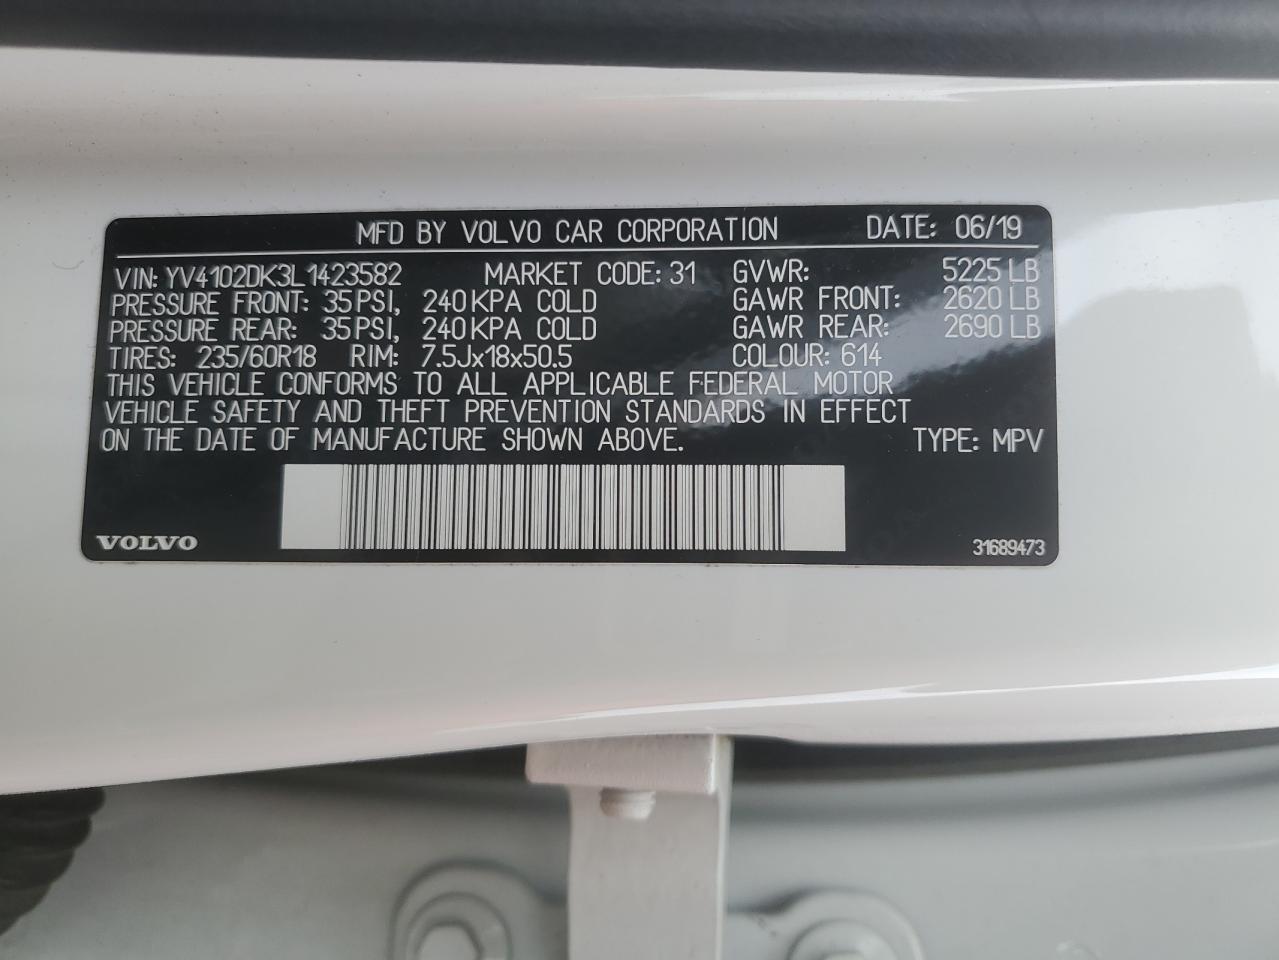 MFD BY VOLVO CAR CORPORATION DATE: 06/19
VIN: YV4102DK3L1423582 MARKET CODE: 31 GVWR: 5225 LB
PRESSURE FRONT: 35 PSI, 240 KPA COLD GAWR FRONT: 2620 LB
PRESSURE REAR: 35 PSI, 240 KPA COLD GAWR REAR: 2690 LB
TIRES: 235/60R18 RIM: 7.5Jx18x50.5 COLOUR: 614
THIS VEHICLE CONFORMS TO ALL APPLICABLE FEDERAL MOTOR
VEHICLE SAFETY AND THEFT PREVENTION STANDARDS IN EFFECT
ON THE DATE OF MANUFACTURE SHOWN ABOVE. TYPE: MPV
VOLVO 31689473